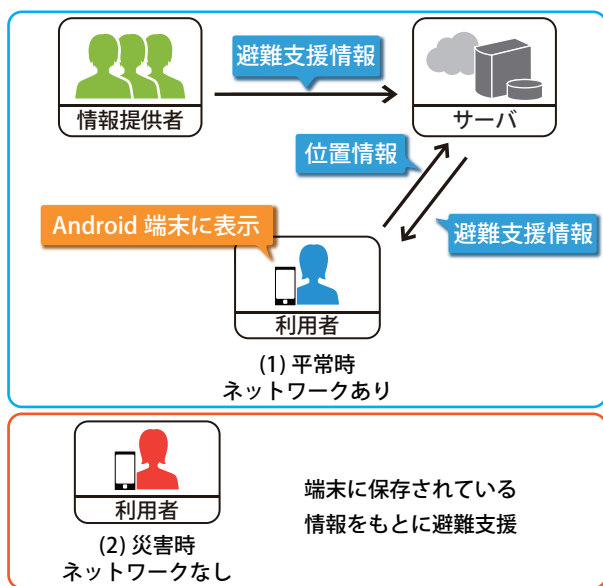 避難支援情報
情報提供者
サーバ
位置情報
Android 端末に表示
避難支援情報
利用者
(1) 平常時
ネットワークあり
利用者
(2) 災害時
ネットワークなし
端末に保存されている
情報をもとに避難支援